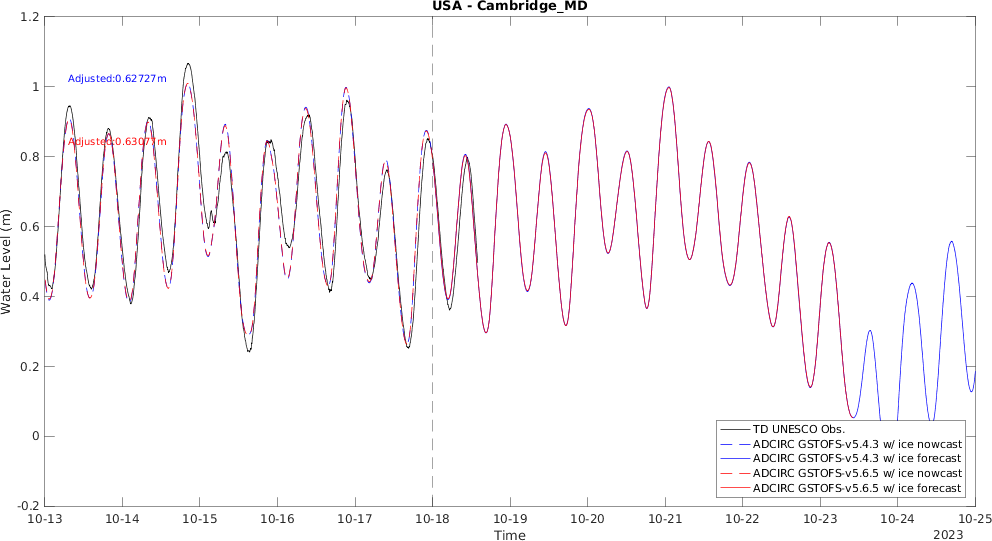 USA - Cambridge_MD
1.2
1
0.8
0.6
0.4
0.2
0
-0.2
Water Level (m)
Adjusted:0.62727m
Adjusted:0.63077m
TD UNESCO Obs.
ADCIRC GSTOFS-v5.4.3 w/ ice nowcast
ADCIRC GSTOFS-v5.4.3 w/ ice forecast
ADCIRC GSTOFS-v5.6.5 w/ ice nowcast
ADCIRC GSTOFS-v5.6.5 w/ ice forecast
10-13 10-14 10-15 10-16 10-17 10-18 10-19 10-20 10-21 10-22 10-23 10-24 10-25
Time
2023